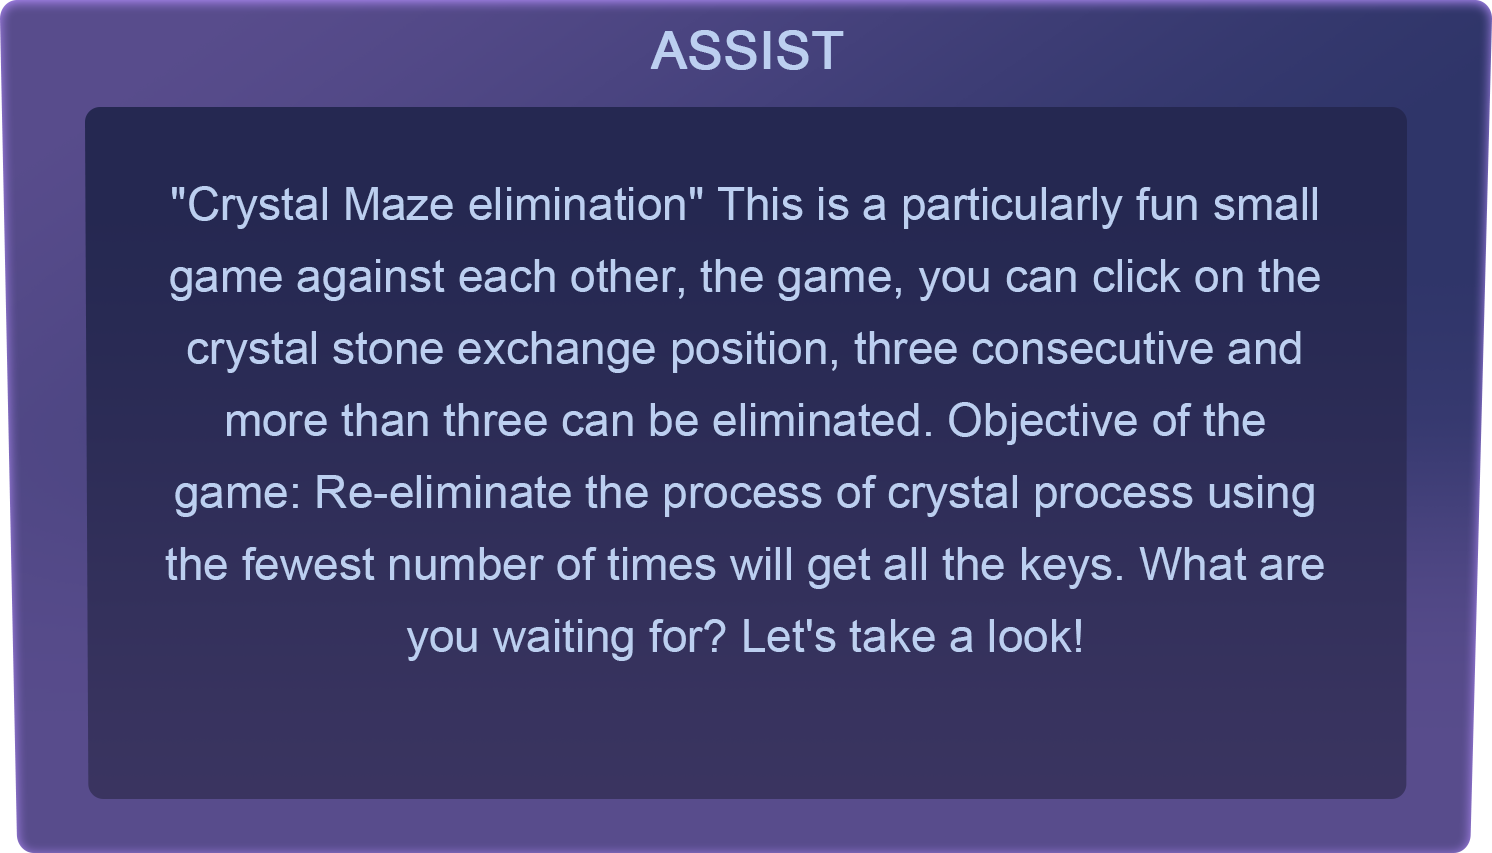 ASSIST
"Crystal Maze elimination" This is a particularly fun small
game against each other, the game, you can click on the
crystal stone exchange position, three consecutive and
more than three can be eliminated. Objective of the
game: Re-eliminate the process of crystal process using
the fewest number of times will get all the keys. What are
you waiting for? Let's take a look!